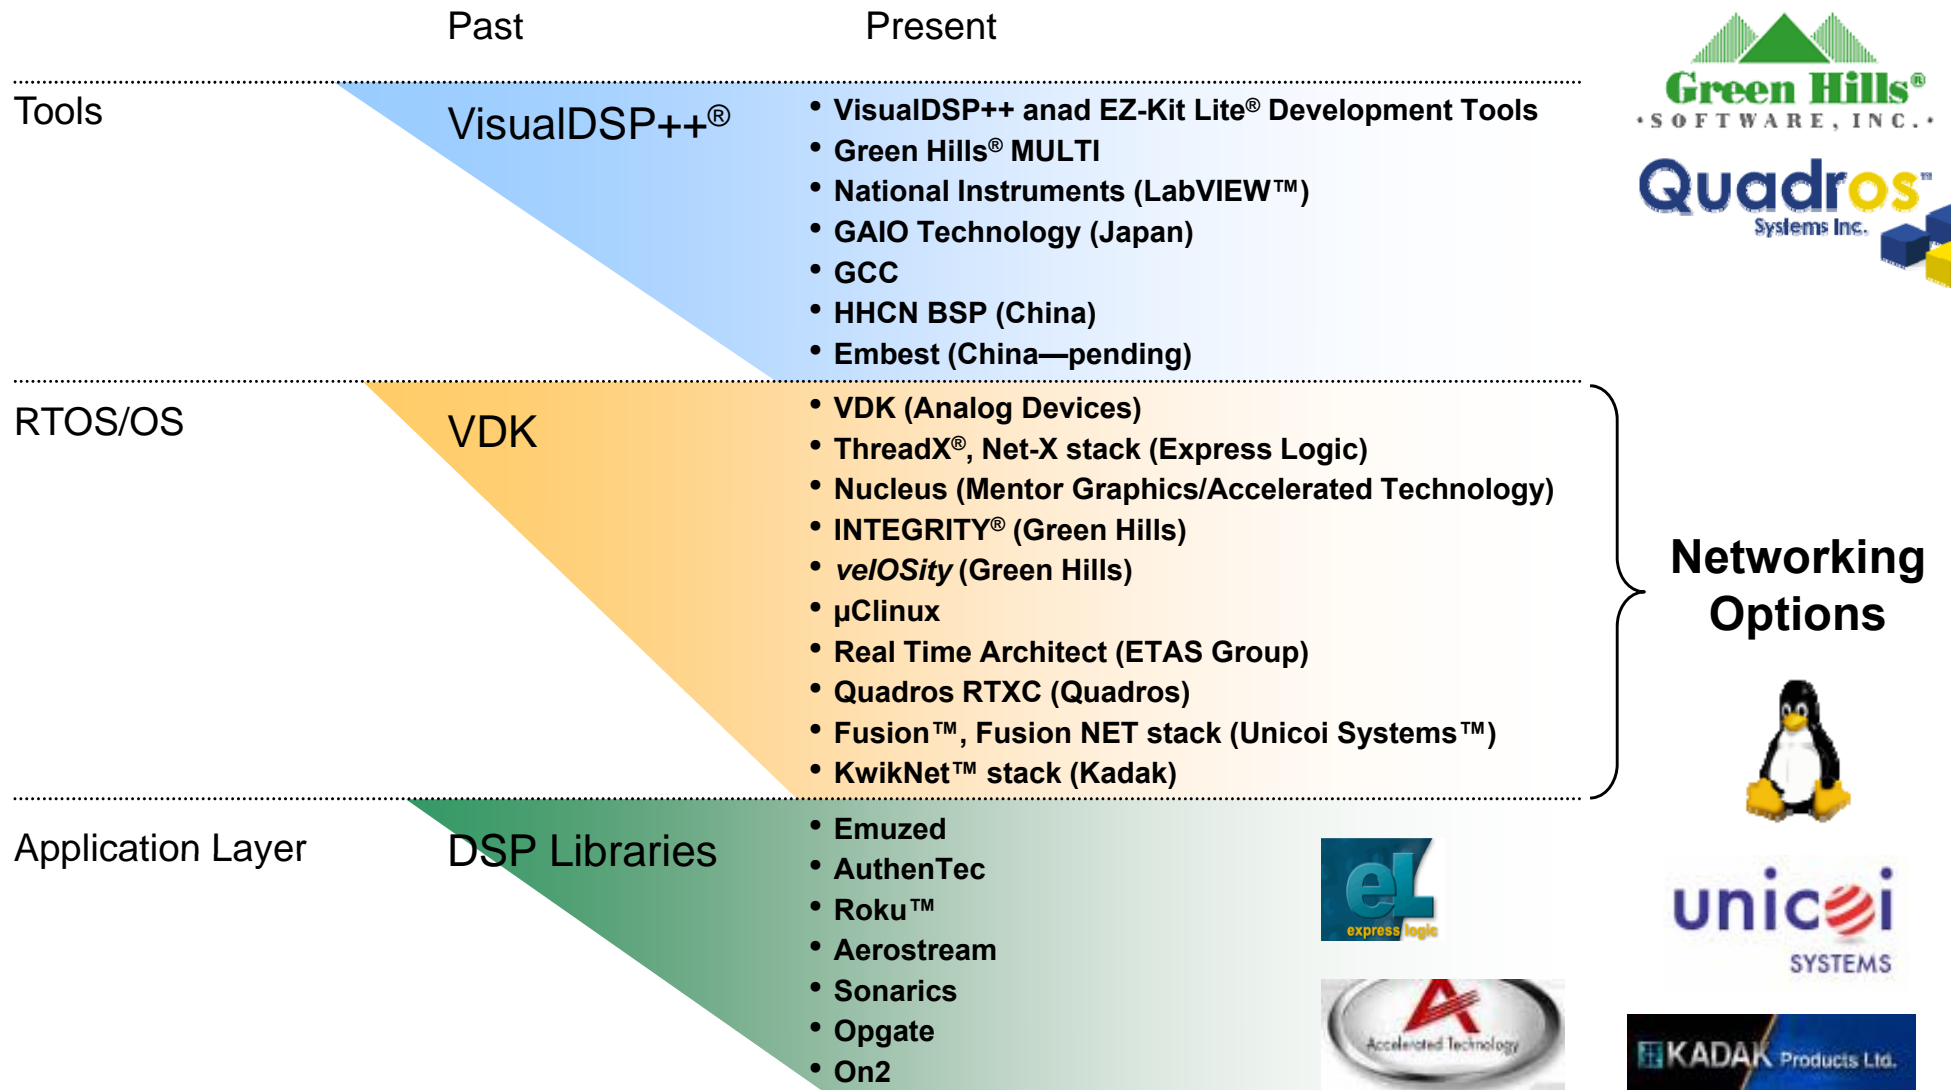 Past
Present
Tools
VisualDSP++®
• VisualDSP++ anad EZ-Kit Lite® Development Tools
• Green Hills® MULTI
• National Instruments (LabVIEW™)
• GAIO Technology (Japan)
• GCC
• HHCN BSP (China)
• Embest (China—pending)
Green Hills®
•SOFTWARE, INC.•
Quadros™
Systems Inc.
RTOS/OS
VDK
• VDK (Analog Devices)
• ThreadX®, Net-X stack (Express Logic)
• Nucleus (Mentor Graphics/Accelerated Technology)
• INTEGRITY® (Green Hills)
• velOSity (Green Hills)
• µClinux
• Real Time Architect (ETAS Group)
• Quadros RTXC (Quadros)
• Fusion™, Fusion NET stack (Unicoi Systems™)
• KwikNet™ stack (Kadak)
Networking
Options
Application Layer
DSP Libraries
• Emuzed
• AuthenTec
• Roku™
• Aerostream
• Sonarics
• Opgate
• On2
eL
express logic
Accelerated Technology
unicoi
SYSTEMS
KADAK Products Ltd.